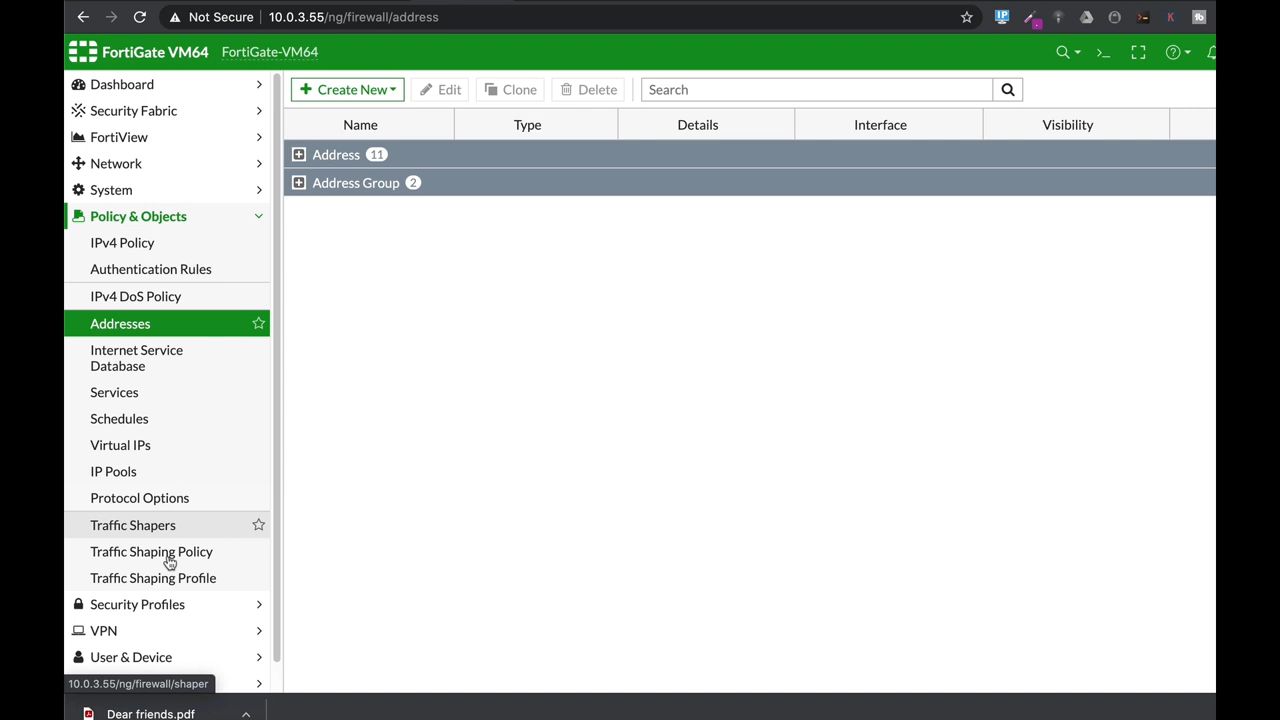 Not Secure 10.0.3.55/ng/firewall/address
IP
K
tb
FortiGate VM64 FortiGate-VM64
>_
?
Dashboard
Security Fabric
FortiView
Network
System
Policy & Objects
IPv4 Policy
Authentication Rules
IPv4 DoS Policy
Addresses
Internet Service
Database
Services
Schedules
Virtual IPs
IP Pools
Protocol Options
Traffic Shapers
Traffic Shaping Policy
Traffic Shaping Profile
Security Profiles
VPN
User & Device
10.0.3.55/ng/firewall/shaper
Dear friends.pdf
+ Create New Edit Clone Delete Search
Name Type Details Interface Visibility
Address 11
Address Group 2